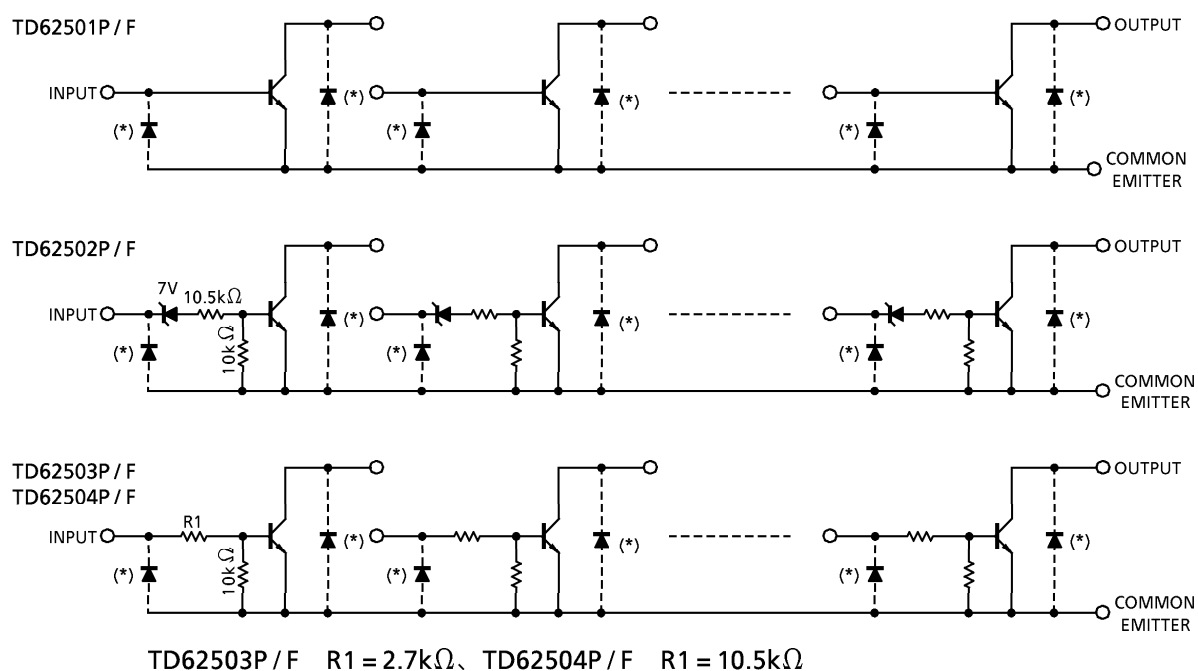 TD62501P / F
OUTPUT
INPUT
(*)
(*)
(*)
(*)
(*)
(*)
COMMON
EMITTER
TD62502P / F
OUTPUT
7V
10.5kΩ
INPUT
(*)
10kΩ
(*)
(*)
(*)
(*)
(*)
COMMON
EMITTER
TD62503P / F
TD62504P / F
OUTPUT
R1
INPUT
(*)
10kΩ
(*)
(*)
(*)
(*)
(*)
COMMON
EMITTER
TD62503P / F R1 = 2.7kΩ、TD62504P / F R1 = 10.5kΩ